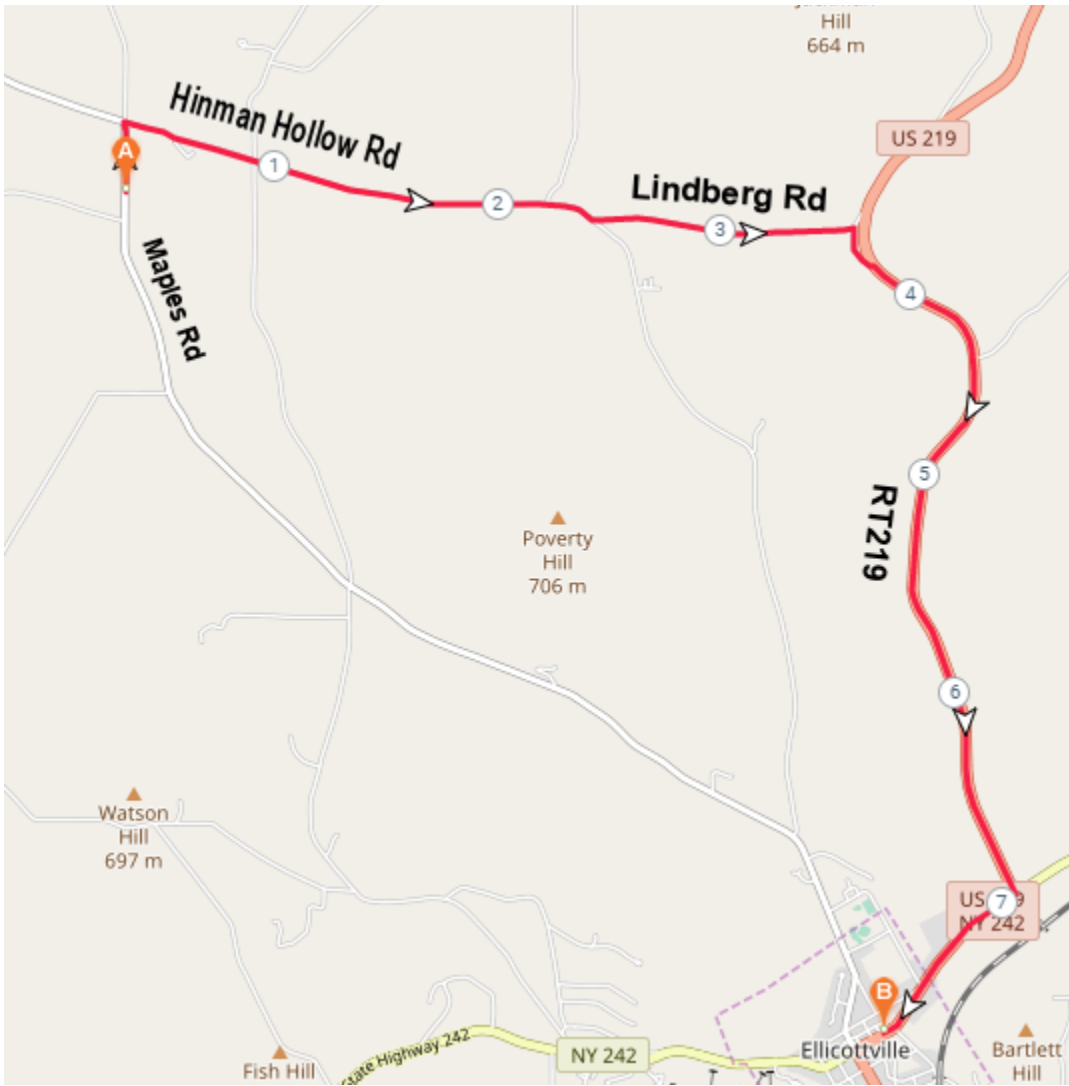 Hill
664 m
US 219
A
Hinman Hollow Rd
1
2
Lindberg Rd
3
4
Maples Rd
5
RT219
Poverty
Hill
706 m
6
Watson
Hill
697 m
7
US
9
NY 242
B
Ellicottville
State Highway 242
NY 242
Fish Hill
Bartlett
Hill